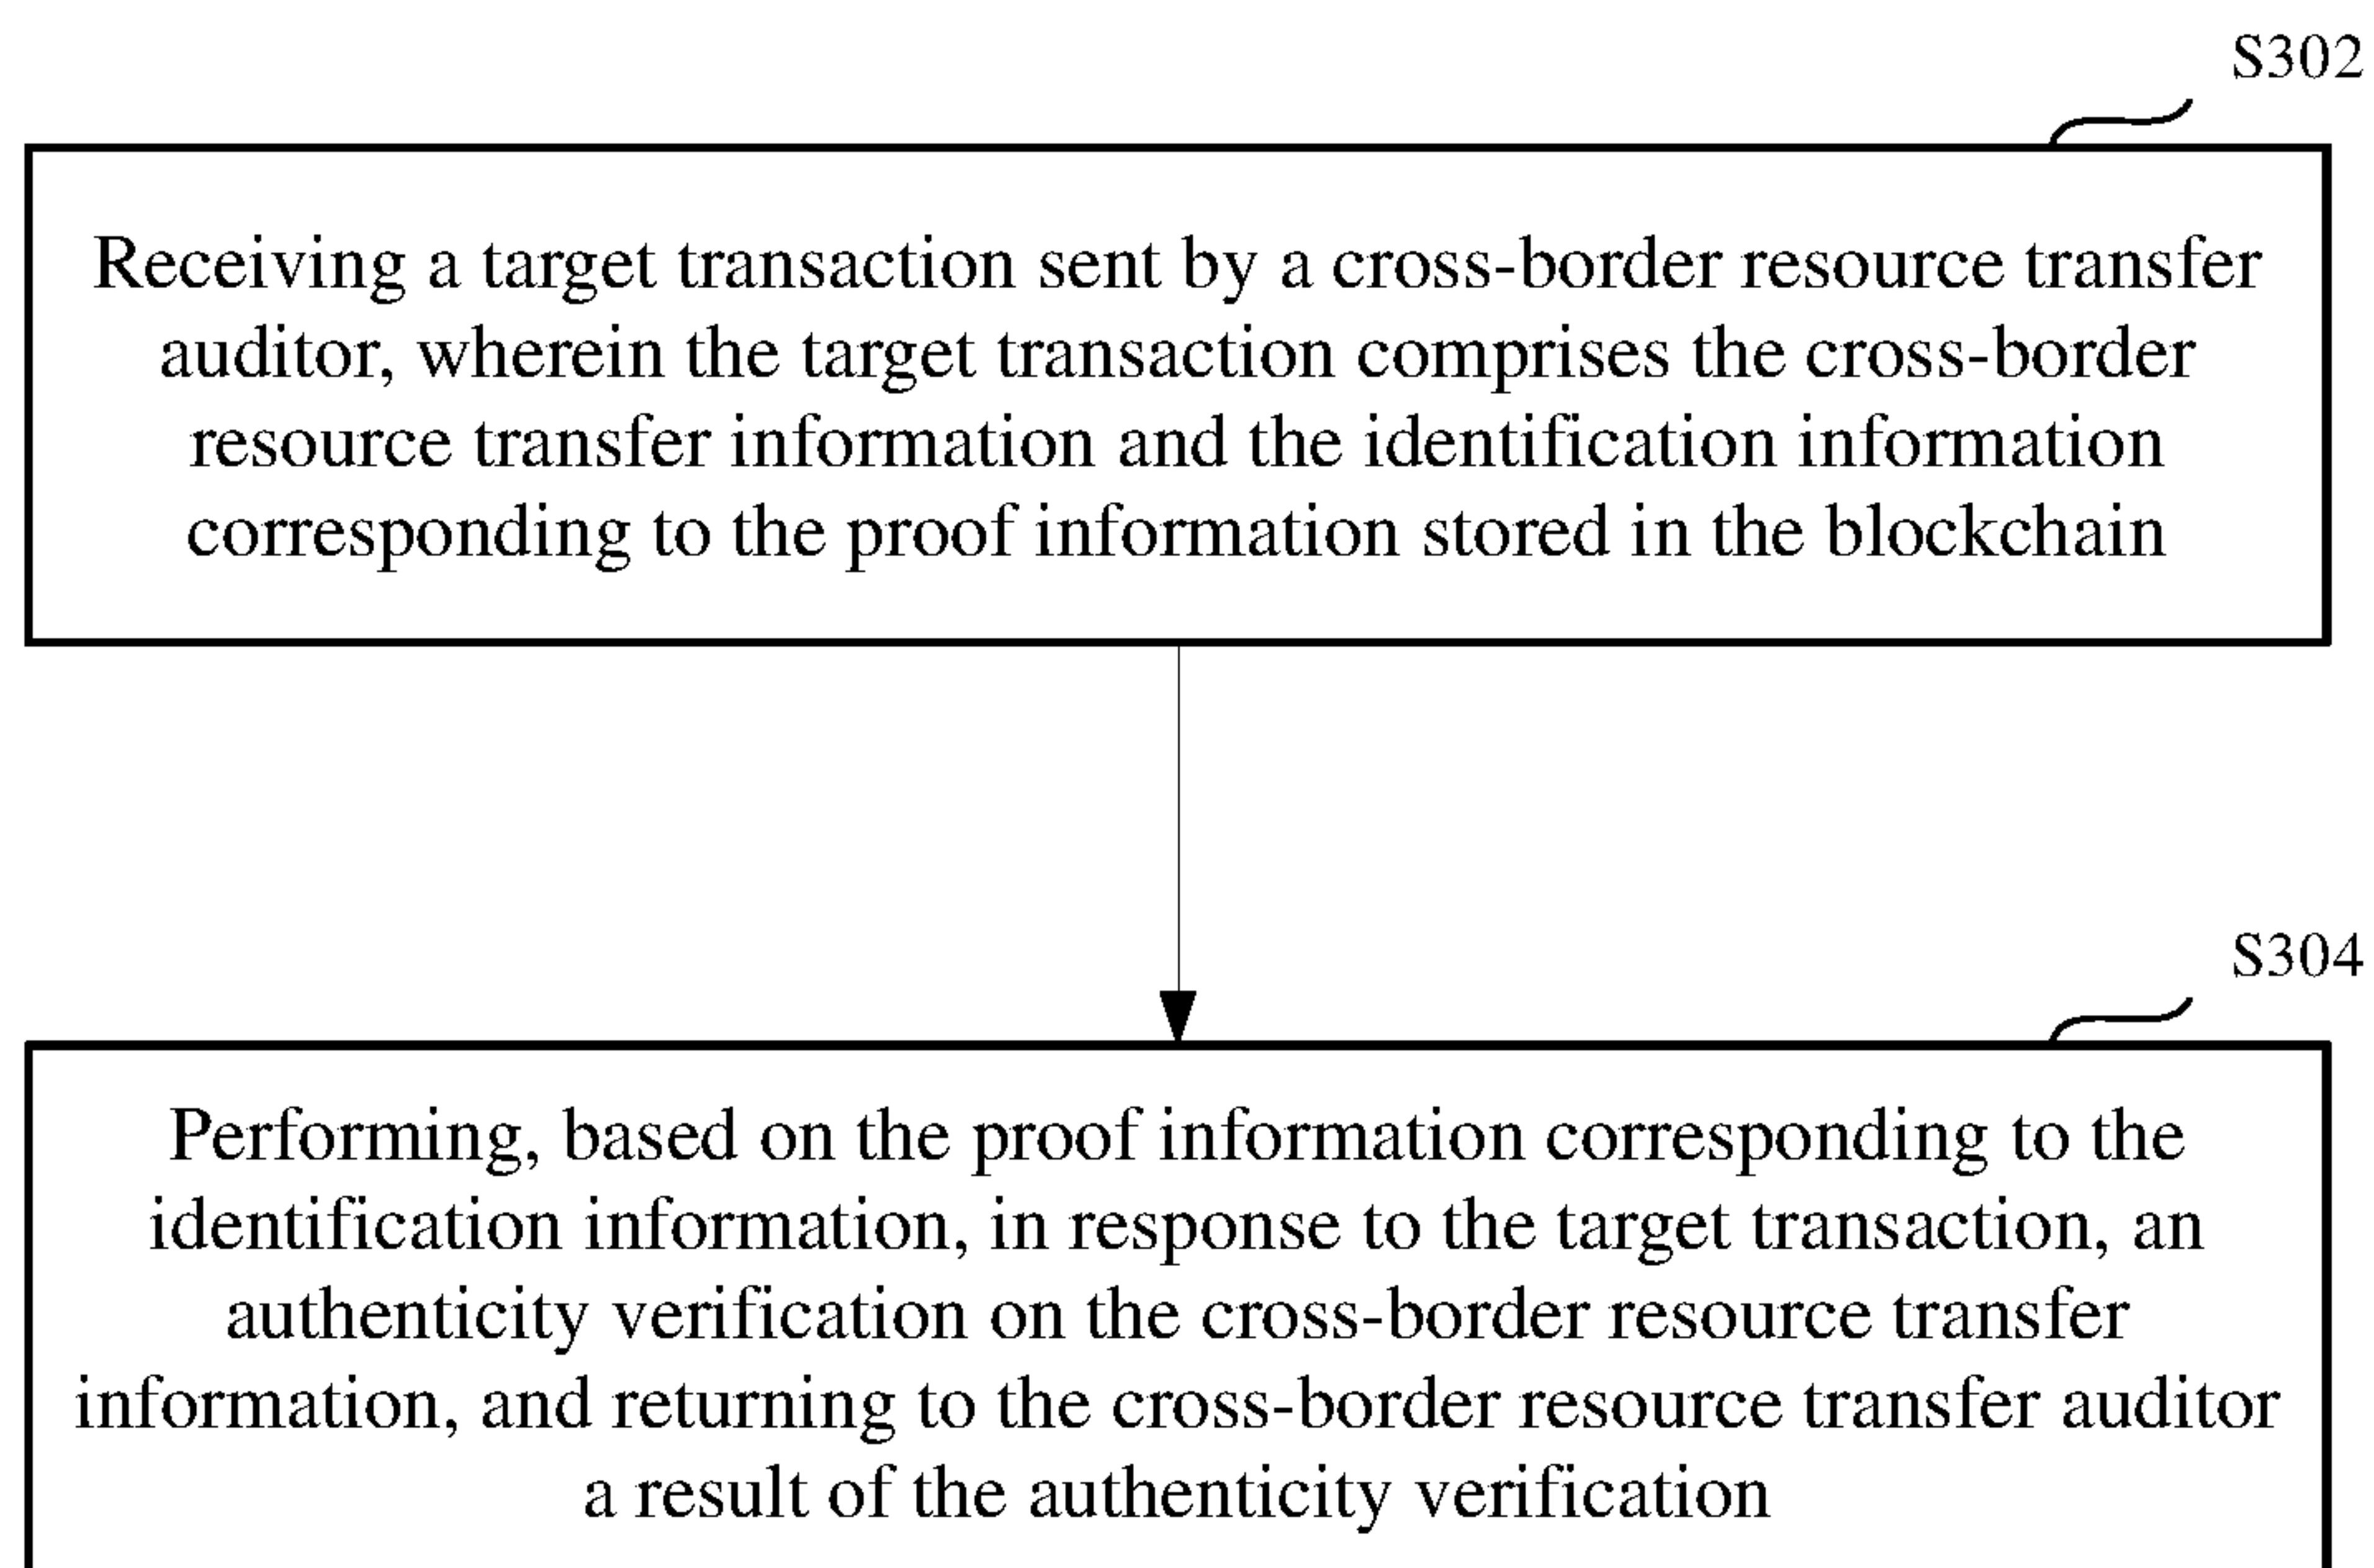 S302
Receiving a target transaction sent by a cross-border resource transfer
auditor, wherein the target transaction comprises the cross-border
resource transfer information and the identification information
corresponding to the proof information stored in the blockchain
S304
Performing, based on the proof information corresponding to the
identification information, in response to the target transaction, an
authenticity verification on the cross-border resource transfer
information, and returning to the cross-border resource transfer auditor
a result of the authenticity verification